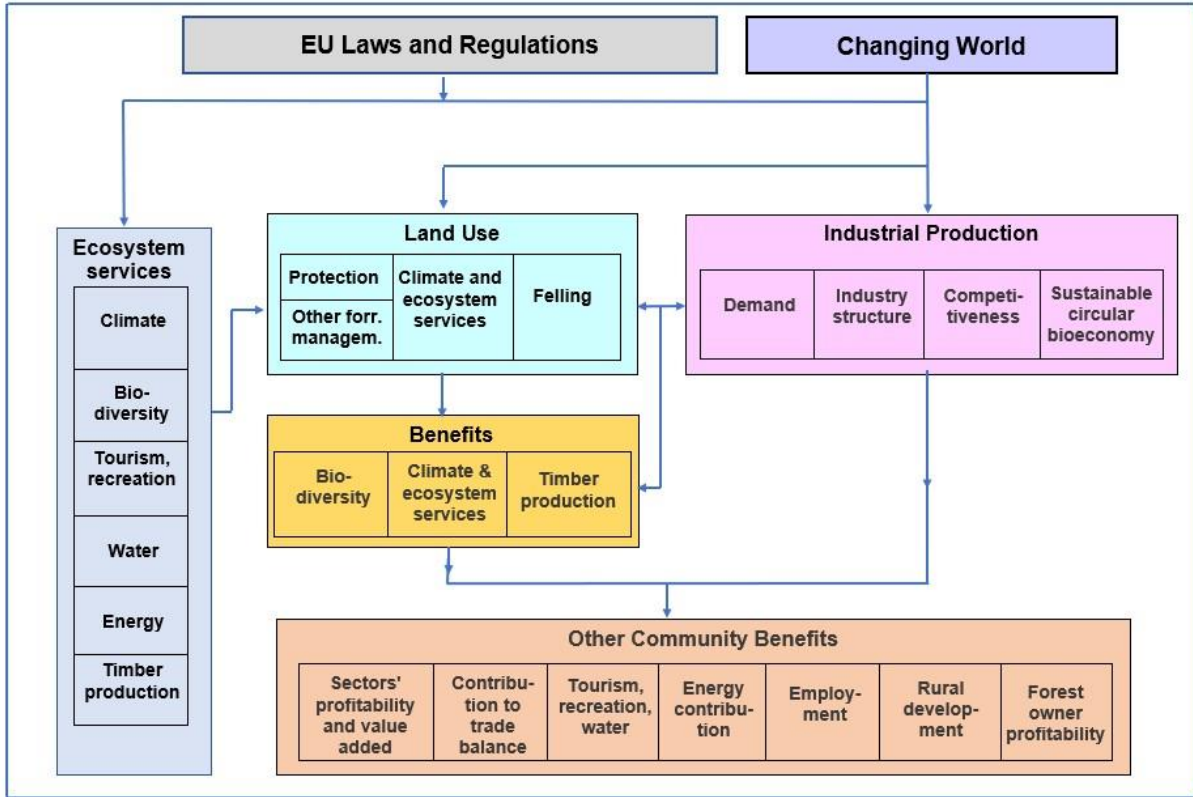 EU Laws and Regulations
Changing World
Ecosystem
services
Climate
Bio-
diversity
Tourism,
recreation
Water
Energy
Timber
production
Land Use
Protection
Other forr.
managem.
Climate and
ecosystem
services
Felling
Industrial Production
Demand
Industry
structure
Competi-
tiveness
Sustainable
circular
bioeconomy
Benefits
Bio-
diversity
Climate &
ecosystem
services
Timber
production
Other Community Benefits
Sectors'
profitability
and value
added
Contribu-
tion to
trade
balance
Tourism,
recreation,
water
Energy
contribu-
tion
Employ-
ment
Rural
develop-
ment
Forest
owner
profitability